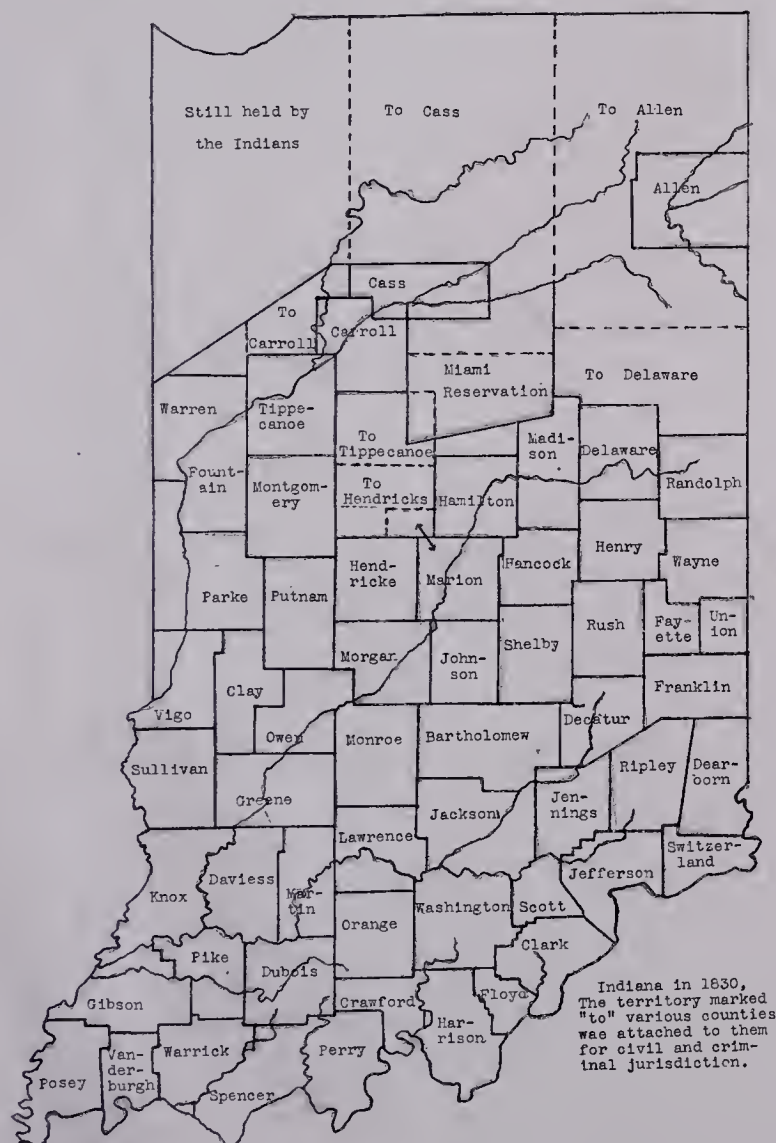 Still held by
the Indians
To Cass
To Allen
Allen
Cass
To
Carroll
Carroll
Miami
Reservation
To Delaware
Warren
Tippe-
canoe
To
Tippecanoe
Madi-
son
Delaware
Randolph
Fount-
ain
Montgom-
ery
To
Hendricks
Hamilton
Hend-
ricke
Marion
Hancock
Henry
Wayne
Parke
Putnam
Rush
Fay-
ette
Un-
ion
Morgan
John-
son
Shelby
Franklin
Vigo
Clay
Owen
Monroe
Bartholomew
Decatur
Sullivan
Ripley
Dear-
born
Greene
Jackson
Jen-
nings
Lawrence
Switzer-
land
Knox
Daviess
Mar-
tin
Jefferson
Orange
Washington
Scott
Pike
Dubois
Clark
Gibson
Crawford
Floyd
Har-
rison
Posey
Van-
der-
burgh
Warrick
Spencer
Perry
Indiana in 1830,
The territory marked
"to" various counties
wae attached to them
for civil and crim-
inal jurisdiction.